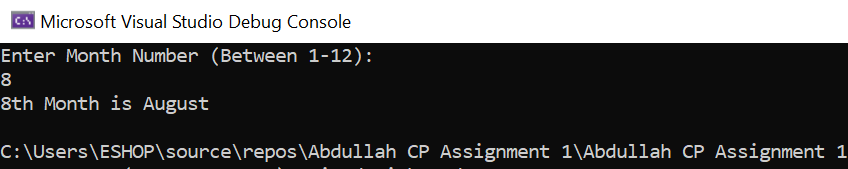 Microsoft Visual Studio Debug Console
Enter Month Number (Between 1-12):
8
8th Month is August
C:\Users\ESHOP\source\repos\Abdullah CP Assignment 1\Abdullah CP Assignment 1